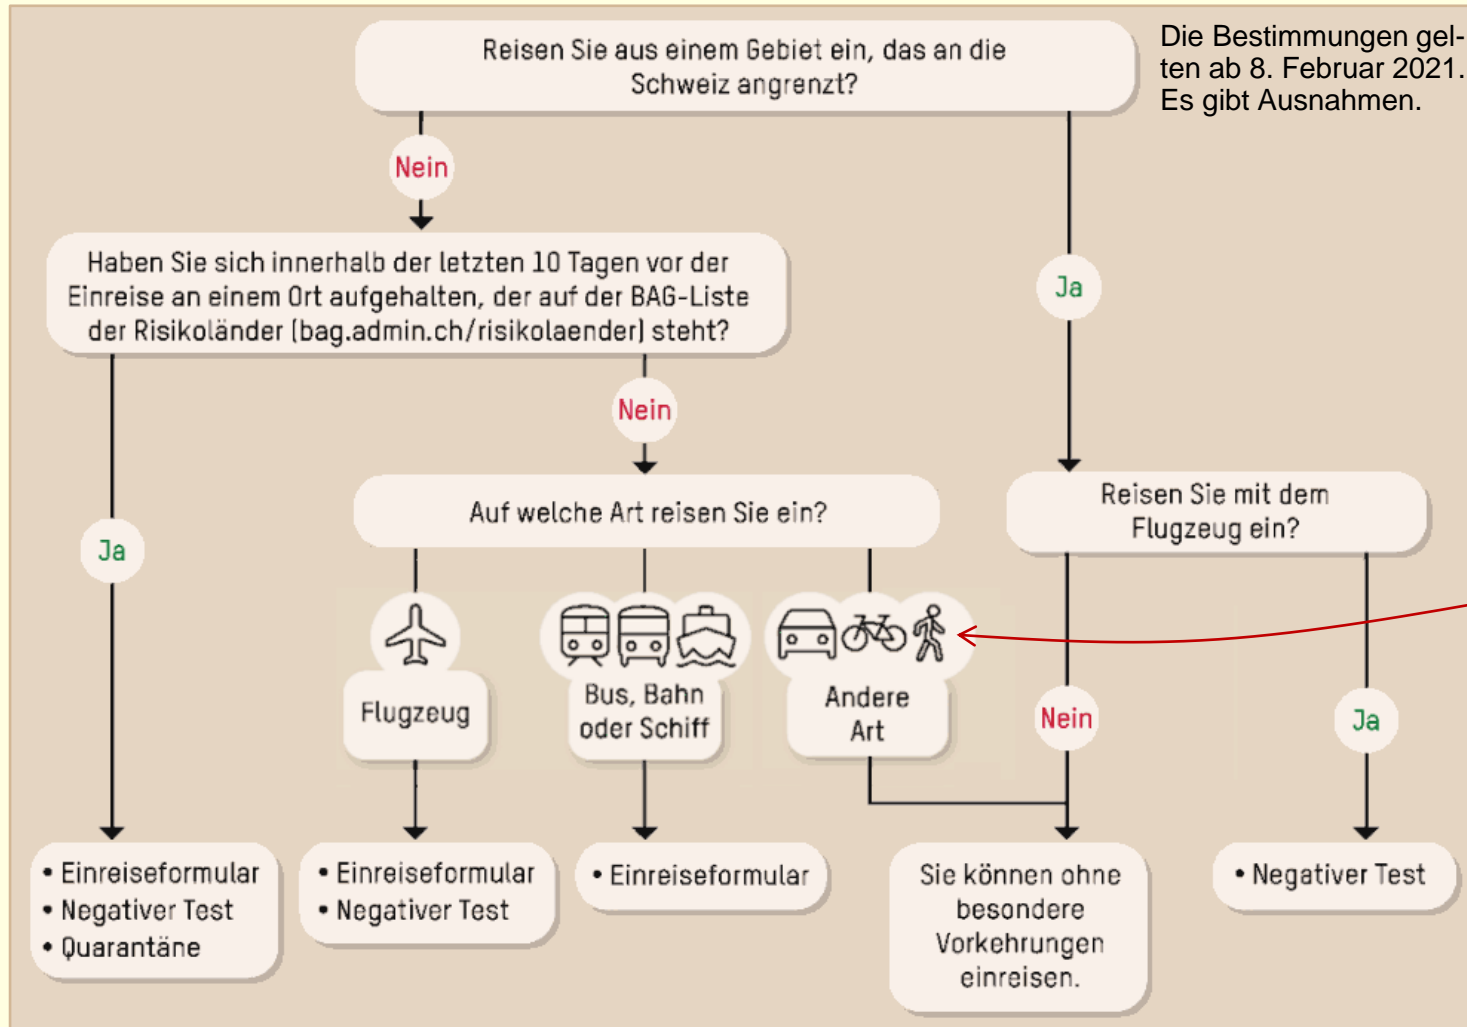 Reisen Sie aus einem Gebiet ein, das an die
Schweiz angrenzt?
Die Bestimmungen gel-
ten ab 8. Februar 2021.
Es gibt Ausnahmen.
Nein
Ja
Haben Sie sich innerhalb der letzten 10 Tagen vor der
Einreise an einem Ort aufgehalten, der auf der BAG-Liste
der Risikoländer (bag.admin.ch/risikolaender) steht?
Ja
Nein
Auf welche Art reisen Sie ein?
Reisen Sie mit dem
Flugzeug ein?
Flugzeug
Bus, Bahn
oder Schiff
Andere
Art
Nein
Ja
• Einreiseformular
• Negativer Test
• Quarantäne
• Einreiseformular
• Negativer Test
• Einreiseformular
Sie können ohne
besondere
Vorkehrungen
einreisen.
• Negativer Test